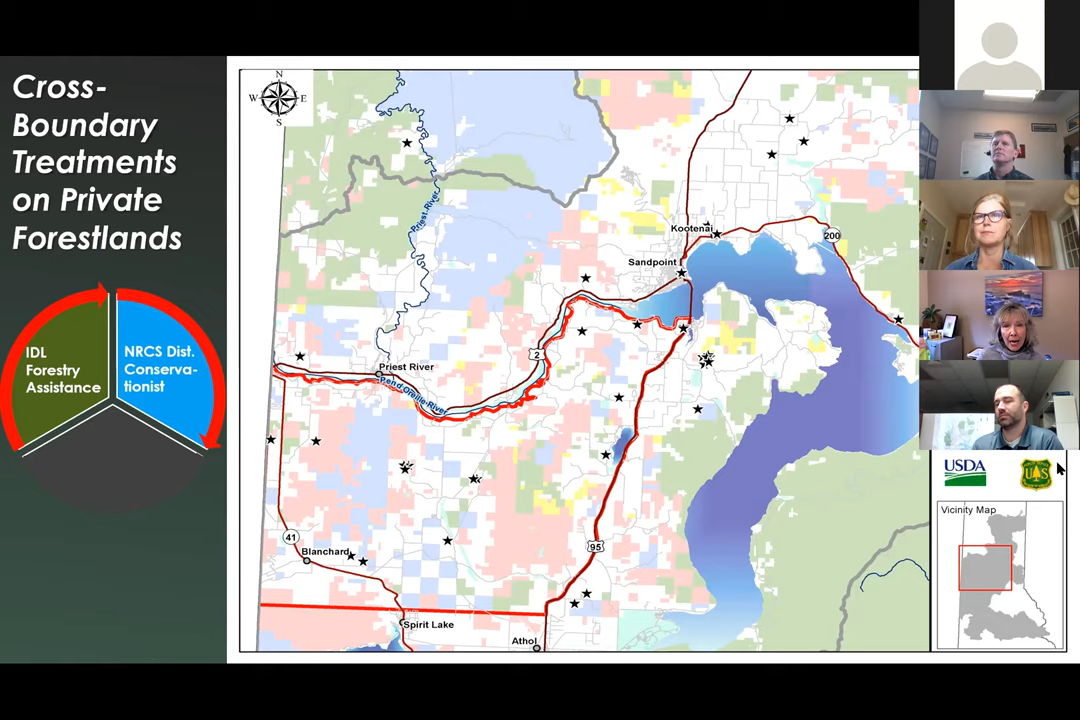 Cross-
Boundary
Treatments
on Private
Forestlands
IDL
Forestry
Assistance
NRCS Dist.
Conserva-
tionist
N
W E
S
Priest River
Kootenai
200
Sandpoint
2
Priest River
Pend Oreille River
41
Blanchard
95
Spirit Lake
Athol
USDA
UAS
Vicinity Map